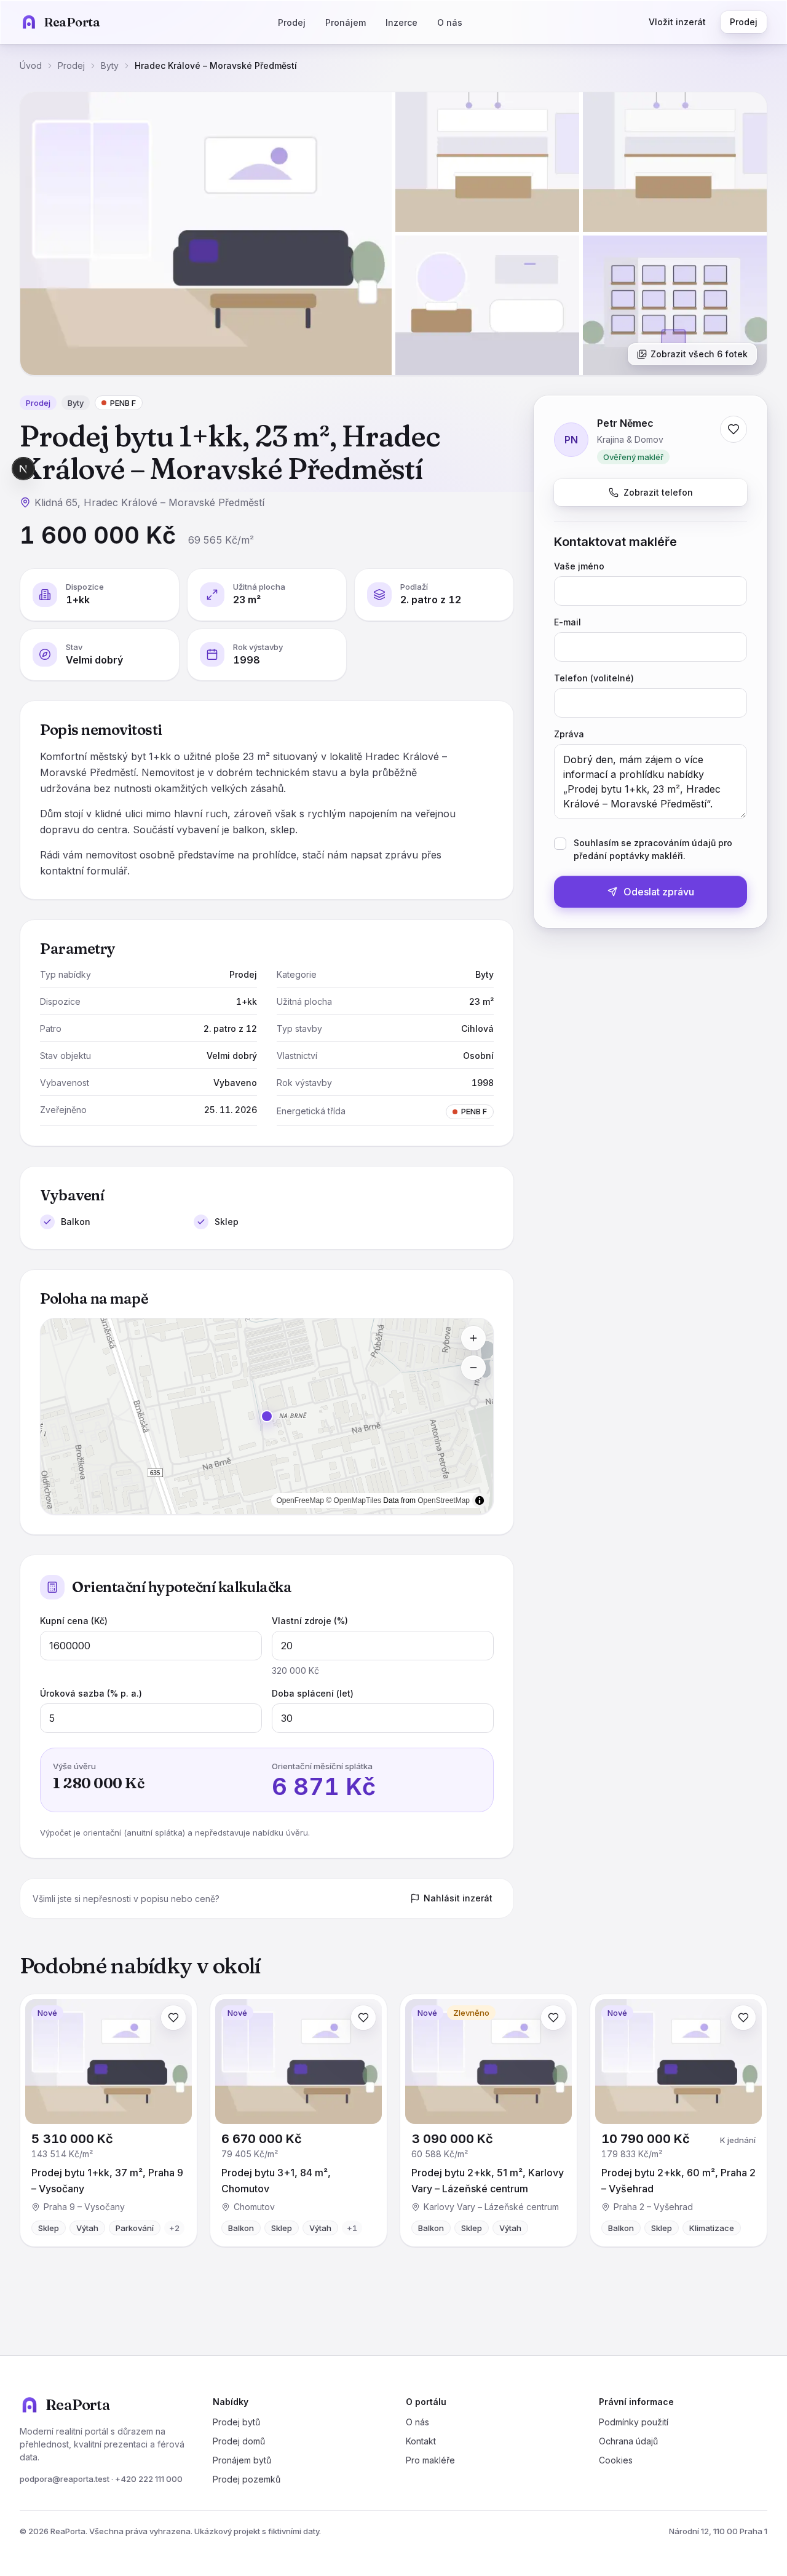 ReaPorta
Prodej
Pronájem
Inzerce
O nás
Vložit inzerát
Prodej
Úvod
Prodej
Byty
Hradec Králové – Moravské Předměstí
Zobrazit všech 6 fotek
Prodej
Byty
PENB F
Prodej bytu 1+kk, 23 m², Hradec
Králové – Moravské Předměstí
N
Klidná 65, Hradec Králové – Moravské Předměstí
1 600 000 Kč
69 565 Kč/m²
Dispozice
1+kk
Užitná plocha
23 m²
Podlaží
2. patro z 12
Stav
Velmi dobrý
Rok výstavby
1998
PN
Petr Němec
Krajina & Domov
Ověřený makléř
Zobrazit telefon
Kontaktovat makléře
Vaše jméno
E-mail
Telefon (volitelné)
Zpráva
Dobrý den, mám zájem o více
informací a prohlídku nabídky
„Prodej bytu 1+kk, 23 m², Hradec
Králové – Moravské Předměstí“.
Souhlasím se zpracováním údajů pro
předání poptávky makléři.
Odeslat zprávu
Popis nemovitosti
Komfortní městský byt 1+kk o užitné ploše 23 m² situovaný v lokalitě Hradec Králové –
Moravské Předměstí. Nemovitost je v dobrém technickém stavu a byla průběžně
udržována bez nutnosti okamžitých velkých zásahů.
Dům stojí v klidné ulici mimo hlavní ruch, zároveň však s rychlým napojením na veřejnou
dopravu do centra. Součástí vybavení je balkon, sklep.
Rádi vám nemovitost osobně představíme na prohlídce, stačí nám napsat zprávu přes
kontaktní formulář.
Parametry
Typ nabídky
Prodej
Kategorie
Byty
Dispozice
1+kk
Užitná plocha
23 m²
Patro
2. patro z 12
Typ stavby
Cihlová
Stav objektu
Velmi dobrý
Vlastnictví
Osobní
Vybavenost
Vybaveno
Rok výstavby
1998
Zveřejněno
25. 11. 2026
Energetická třída
PENB F
Vybavení
Balkon
Sklep
Poloha na mapě
Brněnská
Průběžná
Rybova
Brněnská
NA BRNĚ
Na Brně
Na Brně
Antonína Petrofa
Brožíkova
Oldřichova
635
+
−
OpenFreeMap © OpenMapTiles Data from OpenStreetMap
Orientační hypoteční kalkulačka
Kupní cena (Kč)
1600000
Vlastní zdroje (%)
20
320 000 Kč
Úroková sazba (% p. a.)
5
Doba splácení (let)
30
Výše úvěru
1 280 000 Kč
Orientační měsíční splátka
6 871 Kč
Výpočet je orientační (anuitní splátka) a nepředstavuje nabídku úvěru.
Všimli jste si nepřesnosti v popisu nebo ceně?
Nahlásit inzerát
Podobné nabídky v okolí
Nové
5 310 000 Kč
143 514 Kč/m²
Prodej bytu 1+kk, 37 m², Praha 9
– Vysočany
Praha 9 – Vysočany
Sklep
Výtah
Parkování
+2
Nové
6 670 000 Kč
79 405 Kč/m²
Prodej bytu 3+1, 84 m²,
Chomutov
Chomutov
Balkon
Sklep
Výtah
+1
Nové
Zlevněno
3 090 000 Kč
60 588 Kč/m²
Prodej bytu 2+kk, 51 m², Karlovy
Vary – Lázeňské centrum
Karlovy Vary – Lázeňské centrum
Balkon
Sklep
Výtah
Nové
10 790 000 Kč
K jednání
179 833 Kč/m²
Prodej bytu 2+kk, 60 m², Praha 2
– Vyšehrad
Praha 2 – Vyšehrad
Balkon
Sklep
Klimatizace
ReaPorta
Moderní realitní portál s důrazem na
přehlednost, kvalitní prezentaci a férová
data.
podpora@reaporta.test · +420 222 111 000
Nabídky
Prodej bytů
Prodej domů
Pronájem bytů
Prodej pozemků
O portálu
O nás
Kontakt
Pro makléře
Právní informace
Podmínky použití
Ochrana údajů
Cookies
© 2026 ReaPorta. Všechna práva vyhrazena. Ukázkový projekt s fiktivními daty.
Národní 12, 110 00 Praha 1